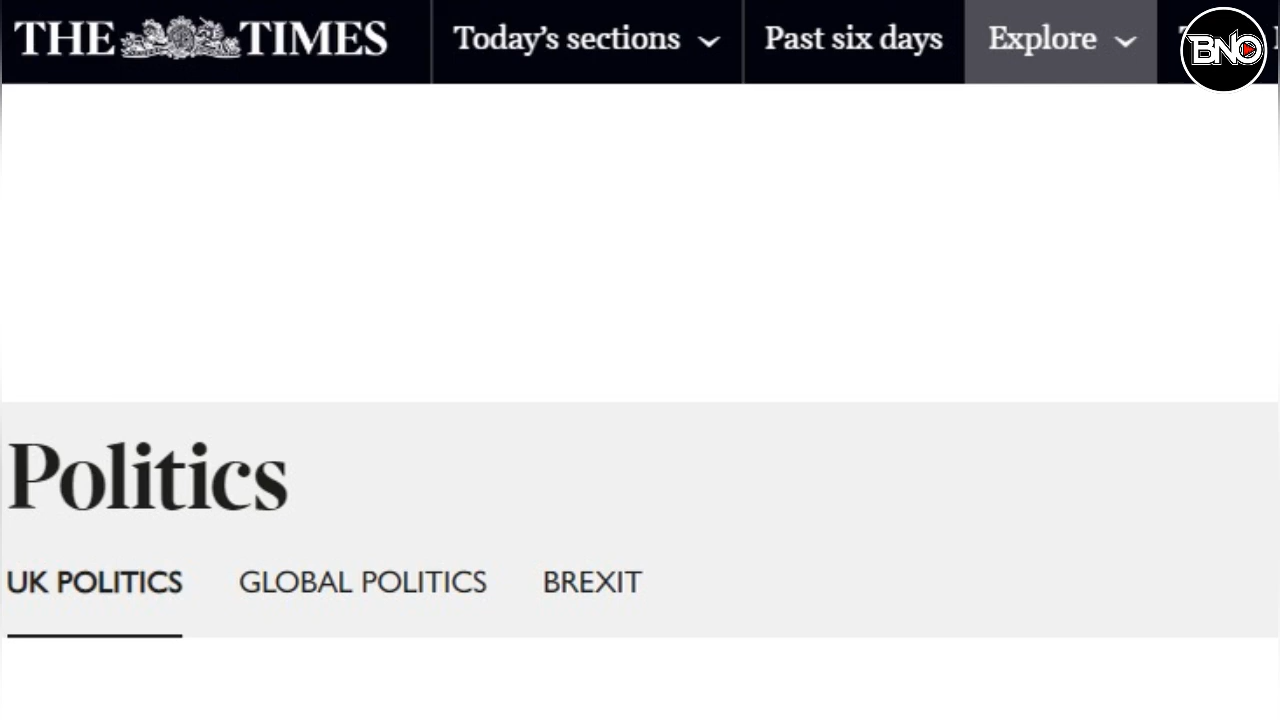 THE TIMES Today's sections Past six days Explore
BNO
Politics
UK POLITICS GLOBAL POLITICS BREXIT